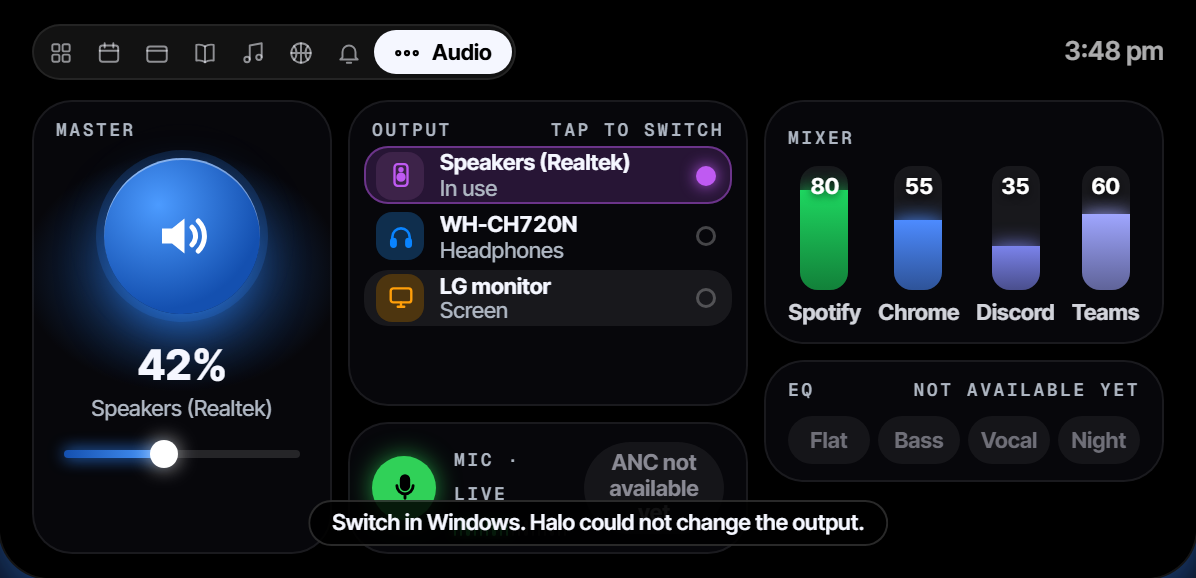 Audio
3:48 pm
MASTER
42%
Speakers (Realtek)
OUTPUT TAP TO SWITCH
Speakers (Realtek)
In use
WH-CH720N
Headphones
LG monitor
Screen
MIC ·
LIVE
ANC not
available
yet
MIXER
80 55 35 60
Spotify Chrome Discord Teams
EQ NOT AVAILABLE YET
Flat Bass Vocal Night
Switch in Windows. Halo could not change the output.